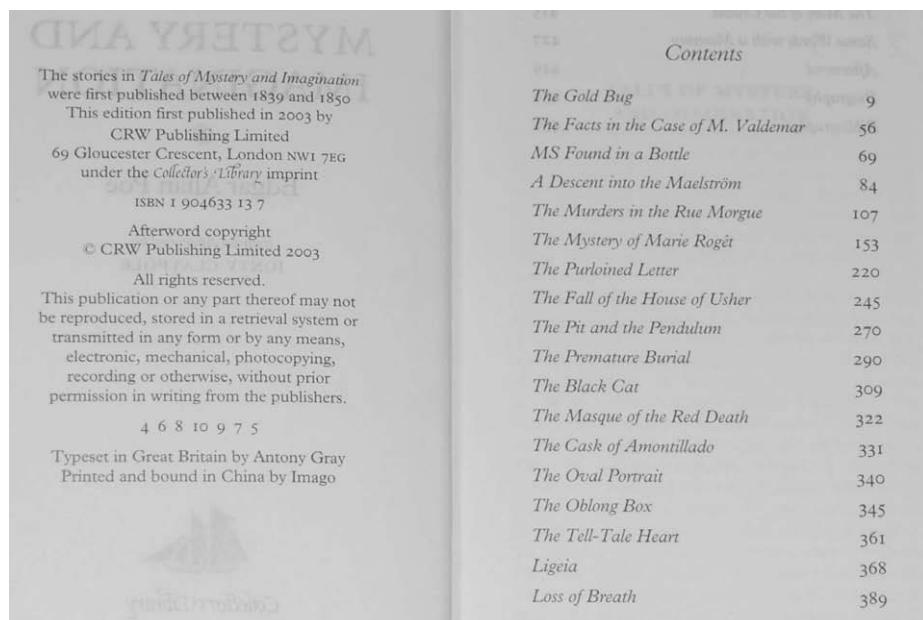 The stories in Tales of Mystery and Imagination
were first published between 1839 and 1850
This edition first published in 2003 by
CRW Publishing Limited
69 Gloucester Crescent, London NW1 7EG
under the Collector's Library imprint
ISBN 1 904633 13 7
Afterword copyright
© CRW Publishing Limited 2003
All rights reserved.
This publication or any part thereof may not
be reproduced, stored in a retrieval system or
transmitted in any form or by any means,
electronic, mechanical, photocopying,
recording or otherwise, without prior
permission in writing from the publishers.
4 6 8 10 9 7 5
Typeset in Great Britain by Antony Gray
Printed and bound in China by Imago
Contents
The Gold Bug 9
The Facts in the Case of M. Valdemar 56
MS Found in a Bottle 69
A Descent into the Maelström 84
The Murders in the Rue Morgue 107
The Mystery of Marie Rogêt 153
The Purloined Letter 220
The Fall of the House of Usher 245
The Pit and the Pendulum 270
The Premature Burial 290
The Black Cat 309
The Masque of the Red Death 322
The Cask of Amontillado 331
The Oval Portrait 340
The Oblong Box 345
The Tell-Tale Heart 361
Ligeia 368
Loss of Breath 389